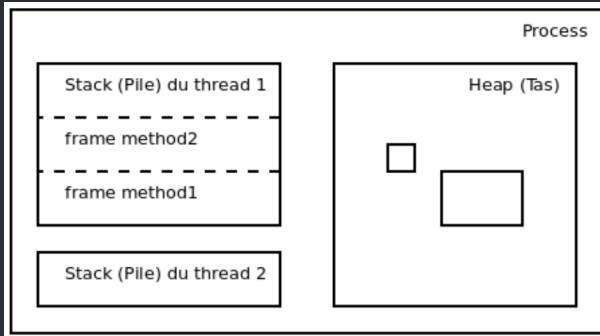 Process
Stack (Pile) du thread 1
frame method2
frame method1
Stack (Pile) du thread 2
Heap (Tas)